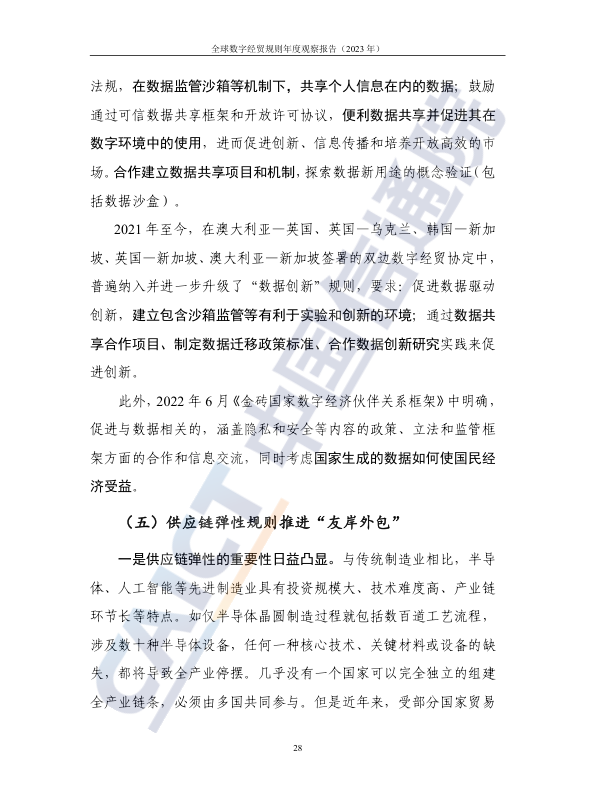 全球数字经贸规则年度观察报告（2023 年）
法规，在数据监管沙箱等机制下，共享个人信息在内的数据；鼓励
通过可信数据共享框架和开放许可协议，便利数据共享并促进其在
数字环境中的使用，进而促进创新、信息传播和培养开放高效的市
场。合作建立数据共享项目和机制，探索数据新用途的概念验证（包
括数据沙盒）。
2021 年至今，在澳大利亚—英国、英国—乌克兰、韩国—新加
坡、英国—新加坡、澳大利亚—新加坡签署的双边数字经贸协定中，
普遍纳入并进一步升级了“数据创新”规则，要求：促进数据驱动
创新，建立包含沙箱监管等有利于实验和创新的环境；通过数据共
享合作项目、制定数据迁移政策标准、合作数据创新研究实践来促
进创新。
此外，2022 年 6 月《金砖国家数字经济伙伴关系框架》中明确，
促进与数据相关的，涵盖隐私和安全等内容的政策、立法和监管框
架方面的合作和信息交流，同时考虑国家生成的数据如何使国民经
济受益。
（五）供应链弹性规则推进“友岸外包”
一是供应链弹性的重要性日益凸显。与传统制造业相比，半导
体、人工智能等先进制造业具有投资规模大、技术难度高、产业链
环节长等特点。如仅半导体晶圆制造过程就包括数百道工艺流程，
涉及数十种半导体设备，任何一种核心技术、关键材料或设备的缺
失，都将导致全产业停摆。几乎没有一个国家可以完全独立的组建
全产业链条，必须由多国共同参与。但是近年来，受部分国家贸易
28
CAICT 中国信通院